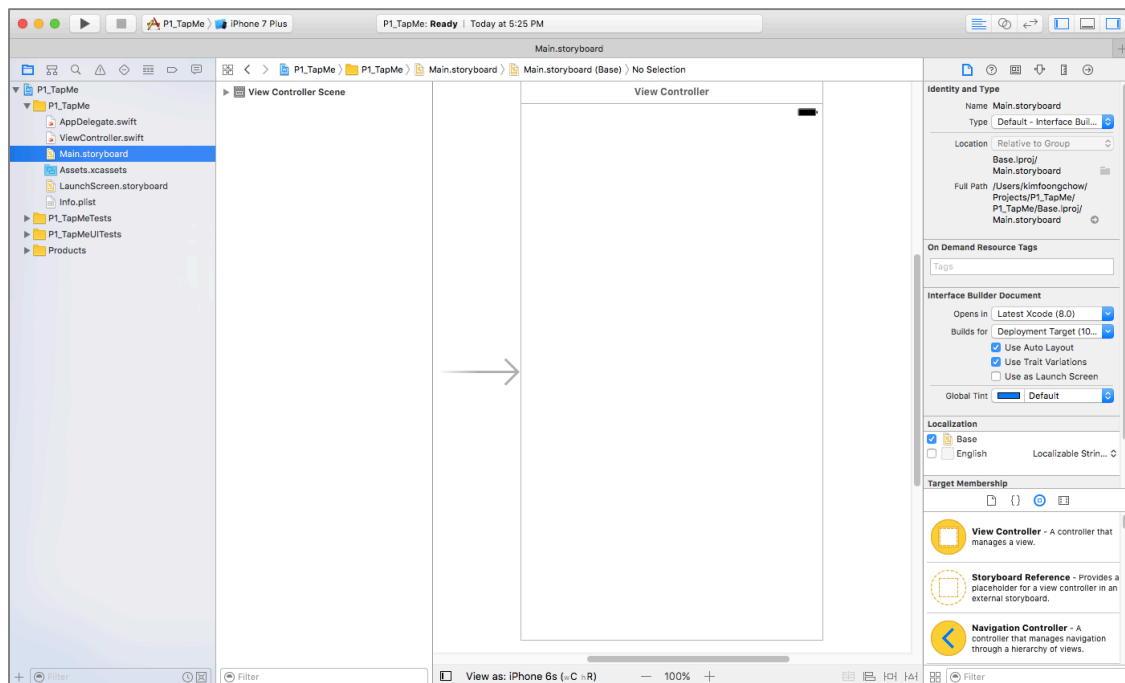 P1_TapMe
iPhone 7 Plus
P1_TapMe: Ready | Today at 5:25 PM
Main.storyboard
P1_TapMe
P1_TapMe
Main.storyboard
Main.storyboard (Base)
No Selection
P1_TapMe
P1_TapMe
AppDelegate.swift
ViewController.swift
Main.storyboard
Assets.xcassets
LaunchScreen.storyboard
Info.plist
P1_TapMeTests
P1_TapMeUITests
Products
Filter
View Controller Scene
Filter
View Controller
View as: iPhone 6s (wC hR)
— 100% +
Identity and Type
Name Main.storyboard
Type Default - Interface Buil...
Location Relative to Group
Base.lproj/
Main.storyboard
Full Path /Users/kimfoongchow/
Projects/P1_TapMe/
P1_TapMe/Base.lproj/
Main.storyboard
On Demand Resource Tags
Tags
Interface Builder Document
Opens in Latest Xcode (8.0)
Builds for Deployment Target (10...
Use Auto Layout
Use Trait Variations
Use as Launch Screen
Global Tint Default
Localization
Base
English Localizable Strin...
Target Membership
{ }
View Controller - A controller that
manages a view.
Storyboard Reference - Provides a
placeholder for a view controller in an
external storyboard.
Navigation Controller - A
controller that manages navigation
through a hierarchy of views.
Filter